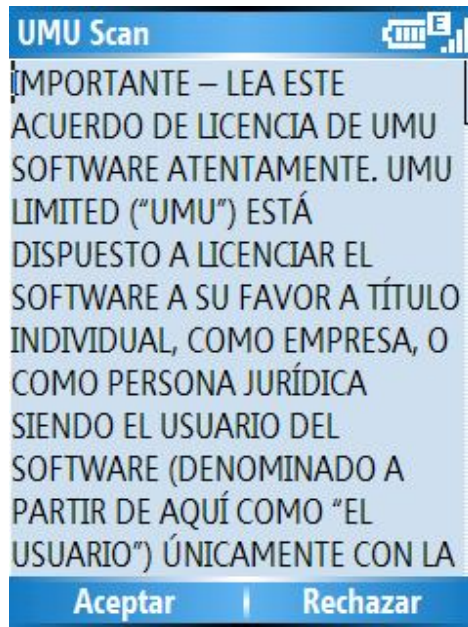 UMU Scan
E
IMPORTANTE – LEA ESTE
ACUERDO DE LICENCIA DE UMU
SOFTWARE ATENTAMENTE. UMU
LIMITED (“UMU”) ESTÁ
DISPUESTO A LICENCIAR EL
SOFTWARE A SU FAVOR A TÍTULO
INDIVIDUAL, COMO EMPRESA, O
COMO PERSONA JURÍDICA
SIENDO EL USUARIO DEL
SOFTWARE (DENOMINADO A
PARTIR DE AQUÍ COMO “EL
USUARIO”) ÚNICAMENTE CON LA
Aceptar
Rechazar